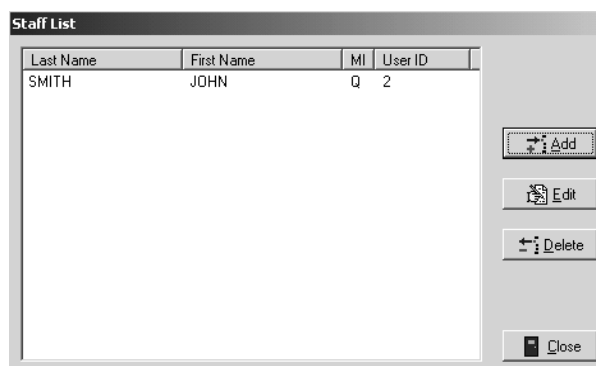 Staff List
Last Name First Name MI User ID
SMITH JOHN Q 2
Add
Edit
Delete
Close